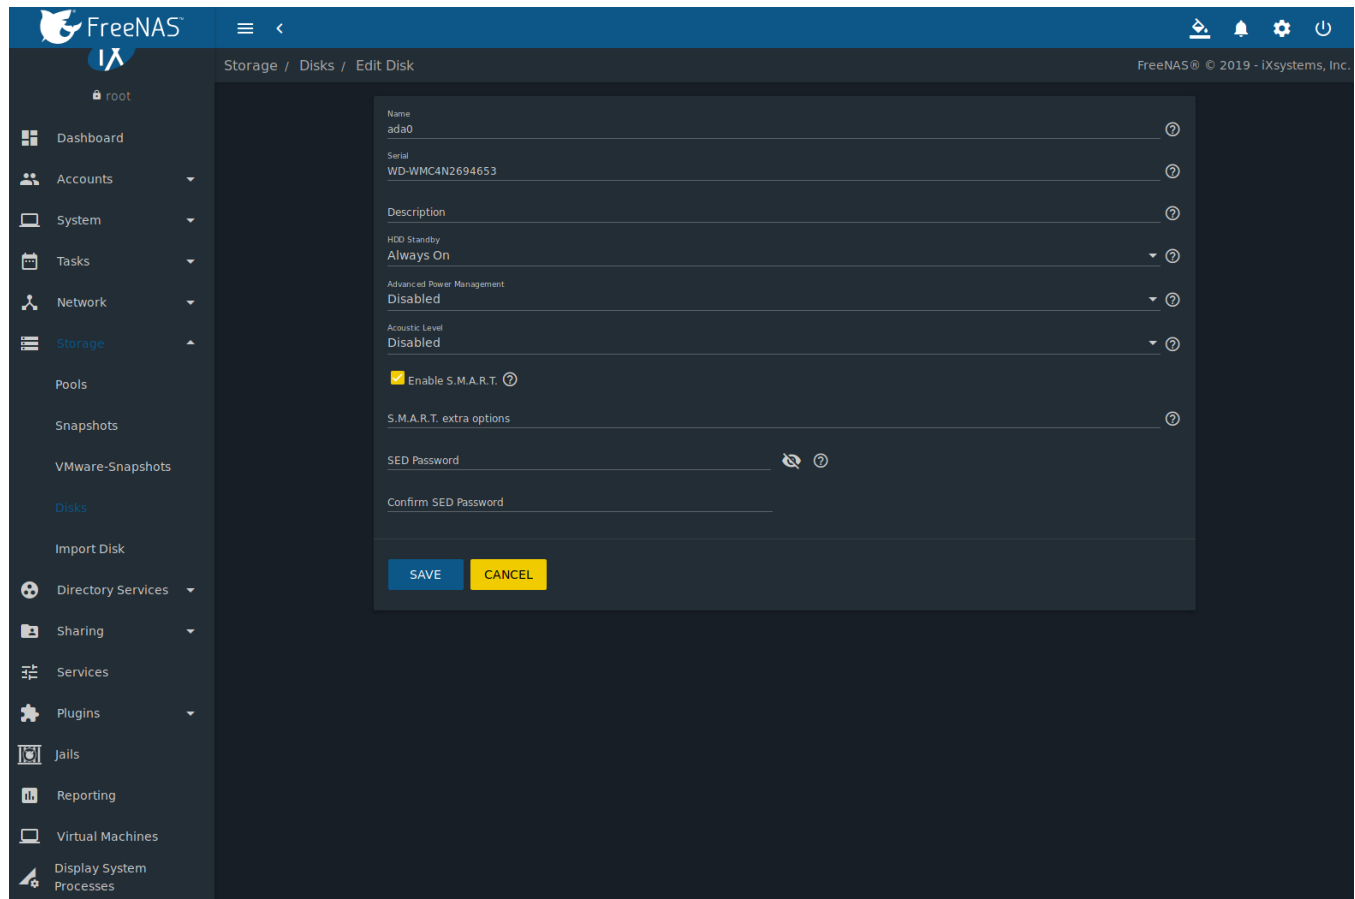 FreeNAS™
Storage / Disks / Edit Disk
FreeNAS® © 2019 - iXsystems, Inc.
root
Dashboard
Accounts
System
Tasks
Network
Storage
Pools
Snapshots
VMware-Snapshots
Disks
Import Disk
Directory Services
Sharing
Services
Plugins
Jails
Reporting
Virtual Machines
Display System
Processes
Name
ada0
Serial
WD-WMC4N2694653
Description
HDD Standby
Always On
Advanced Power Management
Disabled
Acoustic Level
Disabled
Enable S.M.A.R.T.
S.M.A.R.T. extra options
SED Password
Confirm SED Password
SAVE
CANCEL